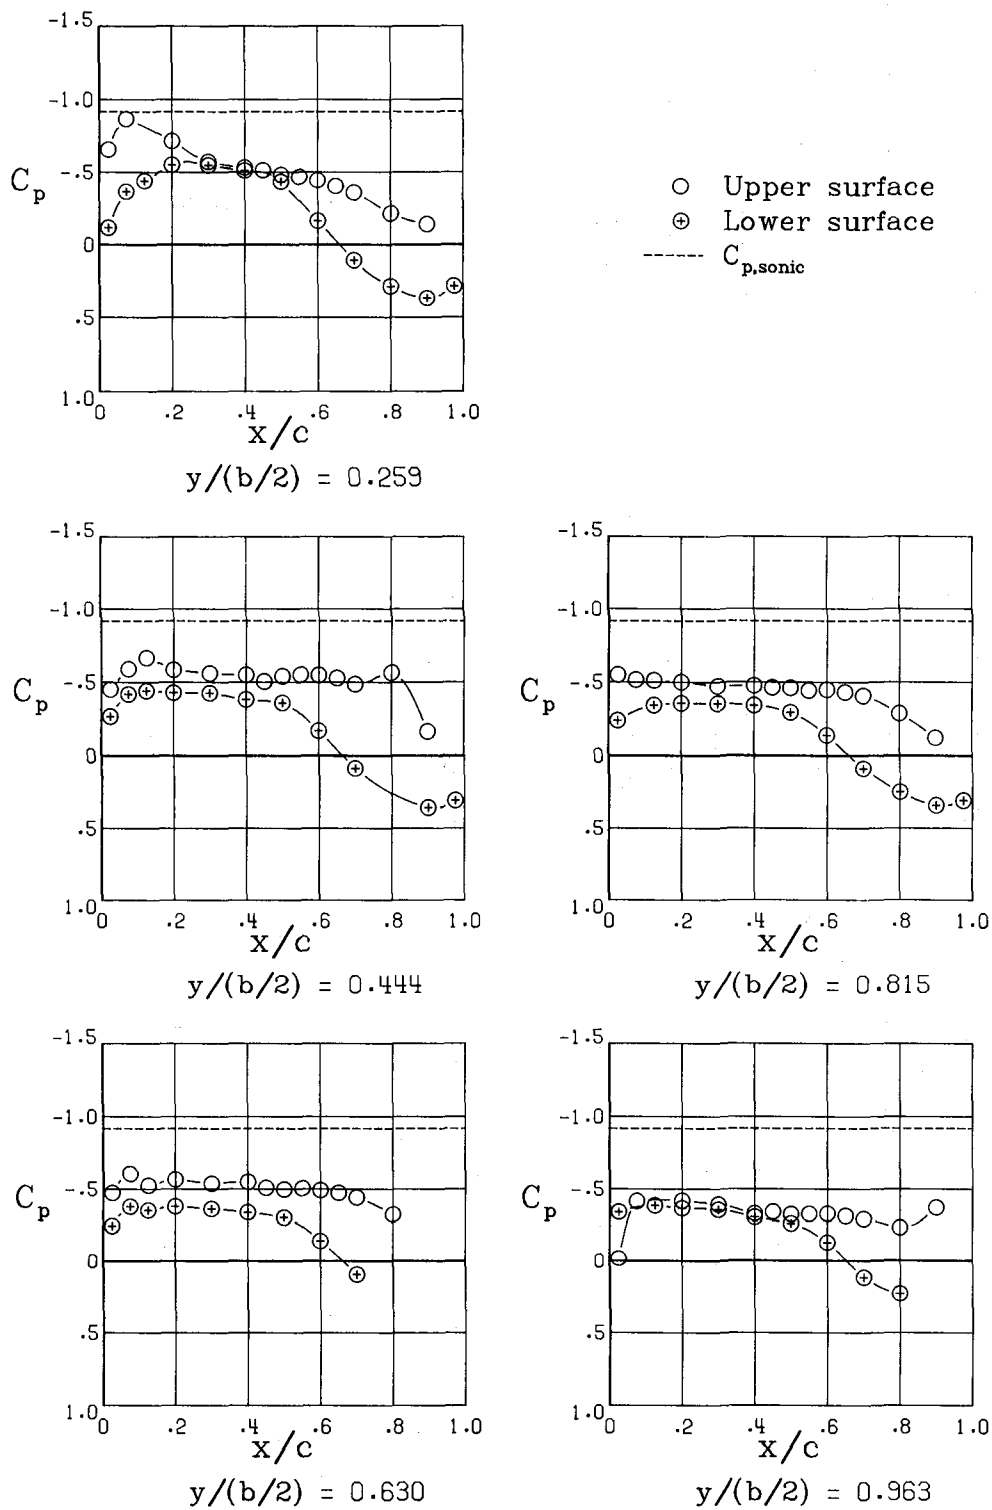 -1.5
-1.0
-.5
0
.5
1.0
C_p
0 .2 .4 .6 .8 1.0
x/c
y/(b/2) = 0.259
Upper surface
Lower surface
C_p,sonic
-1.5
-1.0
-.5
0
.5
1.0
C_p
0 .2 .4 .6 .8 1.0
x/c
y/(b/2) = 0.444
-1.5
-1.0
-.5
0
.5
1.0
C_p
0 .2 .4 .6 .8 1.0
x/c
y/(b/2) = 0.815
-1.5
-1.0
-.5
0
.5
1.0
C_p
0 .2 .4 .6 .8 1.0
x/c
y/(b/2) = 0.630
-1.5
-1.0
-.5
0
.5
1.0
C_p
0 .2 .4 .6 .8 1.0
x/c
y/(b/2) = 0.963